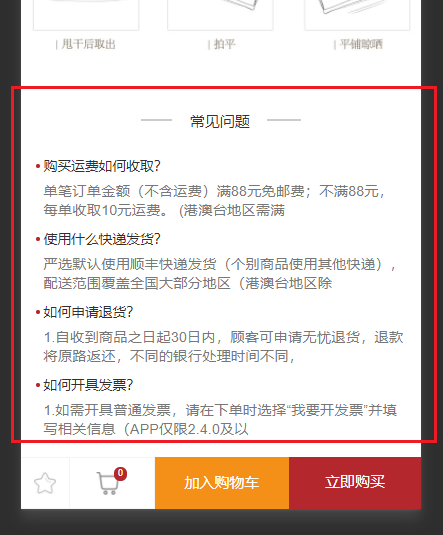 | 甩干后取出
| 拍平
| 平铺晾晒
常见问题
购买运费如何收取？
单笔订单金额（不含运费）满88元免邮费；不满88元，
每单收取10元运费。 (港澳台地区需满
使用什么快递发货？
严选默认使用顺丰快递发货（个别商品使用其他快递），
配送范围覆盖全国大部分地区（港澳台地区除
如何申请退货？
1.自收到商品之日起30日内，顾客可申请无忧退货，退款
将原路返还，不同的银行处理时间不同，
如何开具发票？
1.如需开具普通发票，请在下单时选择“我要开发票”并填
写相关信息（APP仅限2.4.0及以
0
加入购物车
立即购买